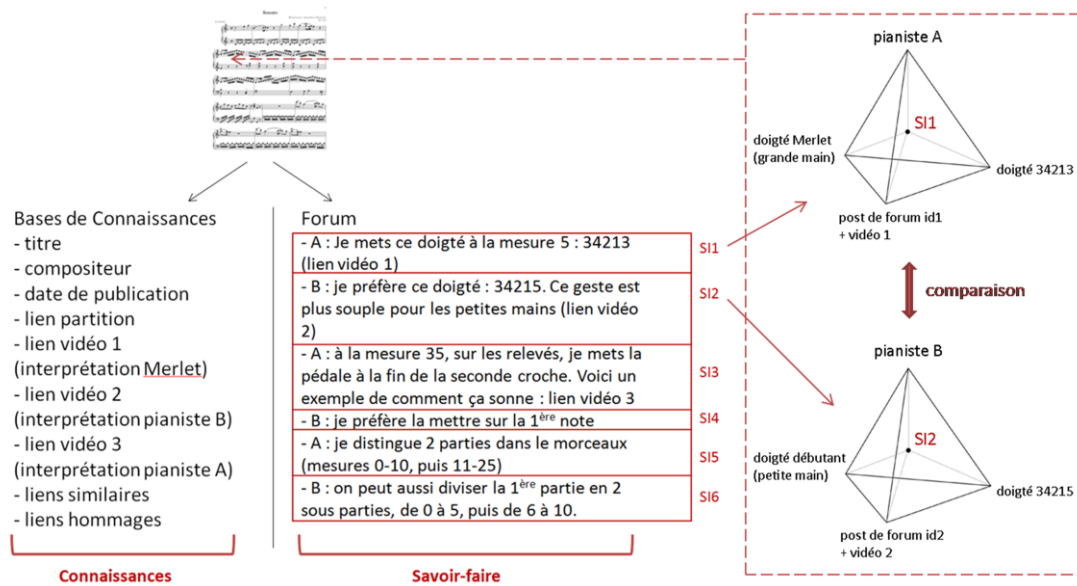 Bases de Connaissances
- titre
- compositeur
- date de publication
- lien partition
- lien vidéo 1
(interprétation Merlet)
- lien vidéo 2
(interprétation pianiste B)
- lien vidéo 3
(interprétation pianiste A)
- liens similaires
- liens hommages
Connaissances
Forum
- A : Je mets ce doigté à la mesure 5 : 34213
(lien vidéo 1)
SI1
- B : je préfère ce doigté : 34215. Ce geste est
plus souple pour les petites mains (lien vidéo
2)
SI2
- A : à la mesure 35, sur les relevés, je mets la
pédale à la fin de la seconde croche. Voici un
exemple de comment ça sonne : lien vidéo 3
SI3
- B : je préfère la mettre sur la 1ère note
SI4
- A : je distingue 2 parties dans le morceaux
(mesures 0-10, puis 11-25)
SI5
- B : on peut aussi diviser la 1ère partie en 2
sous parties, de 0 à 5, puis de 6 à 10.
SI6
Savoir-faire
pianiste A
SI1
doigté Merlet
(grande main)
doigté 34213
post de forum id1
+ vidéo 1
comparaison
pianiste B
SI2
doigté débutant
(petite main)
doigté 34215
post de forum id2
+ vidéo 2